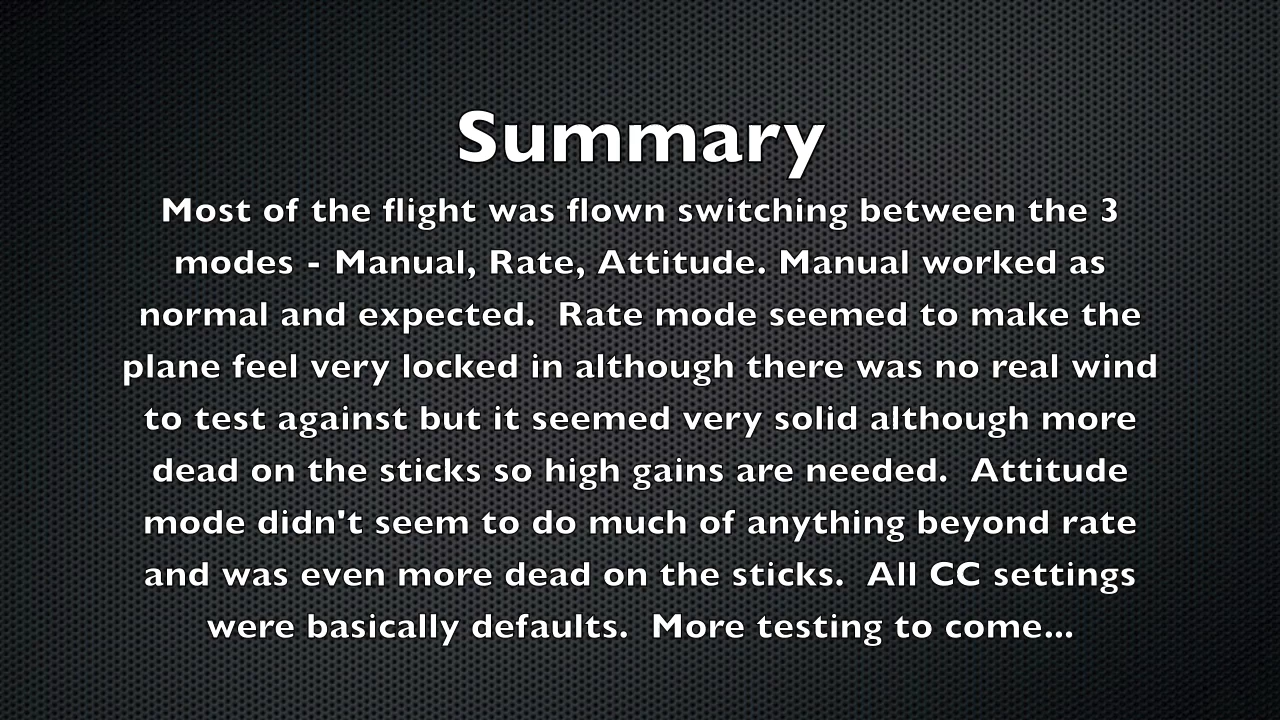 Summary
Most of the flight was flown switching between the 3
modes - Manual, Rate, Attitude. Manual worked as
normal and expected.  Rate mode seemed to make the
plane feel very locked in although there was no real wind
to test against but it seemed very solid although more
dead on the sticks so high gains are needed.  Attitude
mode didn't seem to do much of anything beyond rate
and was even more dead on the sticks.  All CC settings
were basically defaults.  More testing to come...